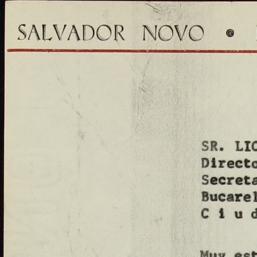 SALVADOR NOVO •
SR. LIC
Directo
Secreta
Bucarel
C i u d
Muy est